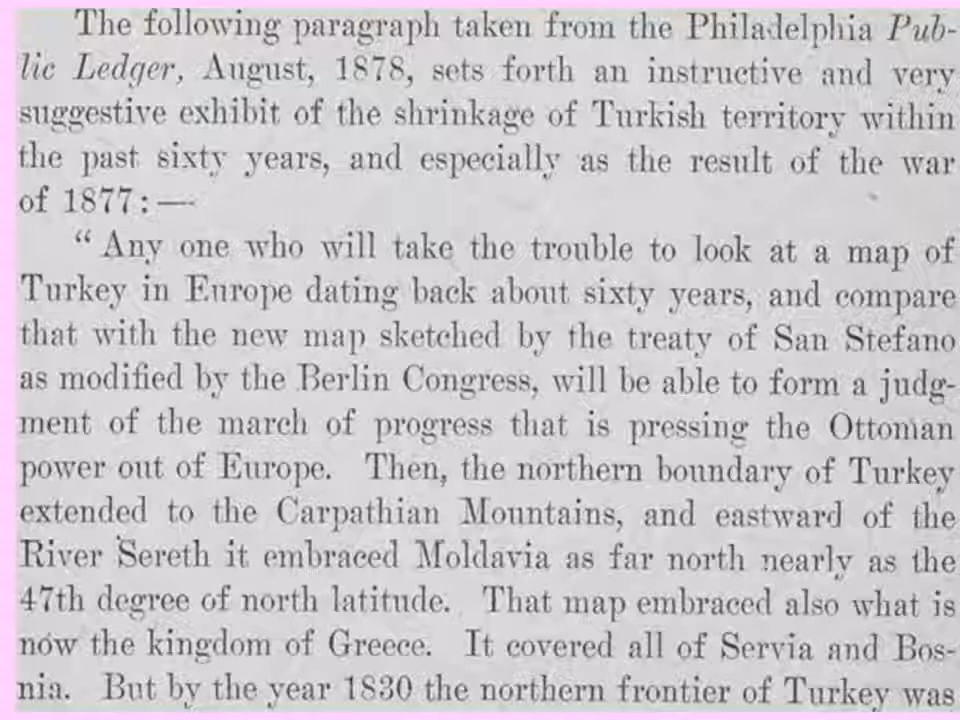 The following paragraph taken from the Philadelphia Pub-
lic Ledger, August, 1878, sets forth an instructive and very
suggestive exhibit of the shrinkage of Turkish territory within
the past sixty years, and especially as the result of the war
of 1877: —
“ Any one who will take the trouble to look at a map of
Turkey in Europe dating back about sixty years, and compare
that with the new map sketched by the treaty of San Stefano
as modified by the Berlin Congress, will be able to form a judg-
ment of the march of progress that is pressing the Ottoman
power out of Europe. Then, the northern boundary of Turkey
extended to the Carpathian Mountains, and eastward of the
River Sereth it embraced Moldavia as far north nearly as the
47th degree of north latitude. That map embraced also what is
now the kingdom of Greece. It covered all of Servia and Bos-
nia. But by the year 1830 the northern frontier of Turkey was